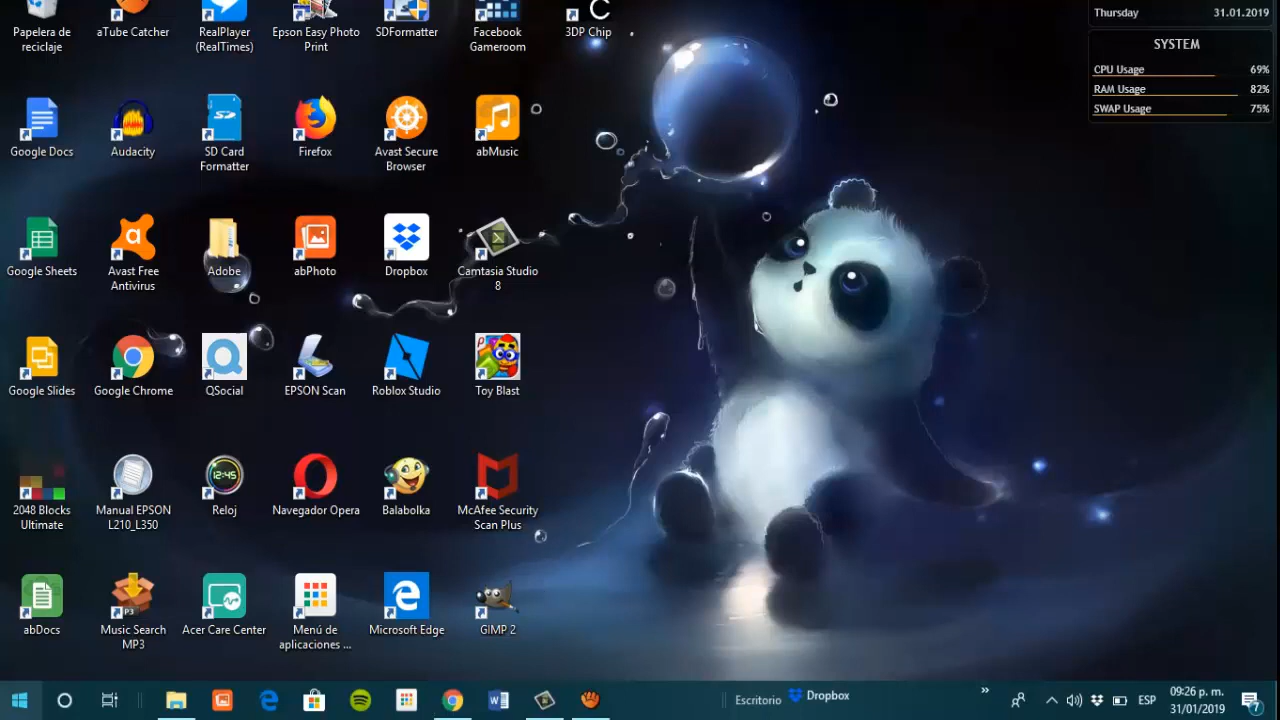 Papelera de
reciclaje
aTube Catcher
RealPlayer
(RealTimes)
Epson Easy Photo
Print
SDFormatter
Facebook
Gameroom
3DP Chip
Thursday 31.01.2019
SYSTEM
CPU Usage 69%
RAM Usage 82%
SWAP Usage 75%
Google Docs
Audacity
SD Card
Formatter
Firefox
Avast Secure
Browser
abMusic
Google Sheets
Avast Free
Antivirus
Adobe
abPhoto
Dropbox
Camtasia Studio
8
Google Slides
Google Chrome
QSocial
EPSON Scan
Roblox Studio
Toy Blast
2048 Blocks
Ultimate
Manual EPSON
L210_L350
12:45
Reloj
Navegador Opera
Balabolka
McAfee Security
Scan Plus
abDocs
P3
Music Search
MP3
Acer Care Center
Menú de
aplicaciones ...
Microsoft Edge
GIMP 2
Escritorio
Dropbox
»
ESP
09:26 p. m.
31/01/2019
7